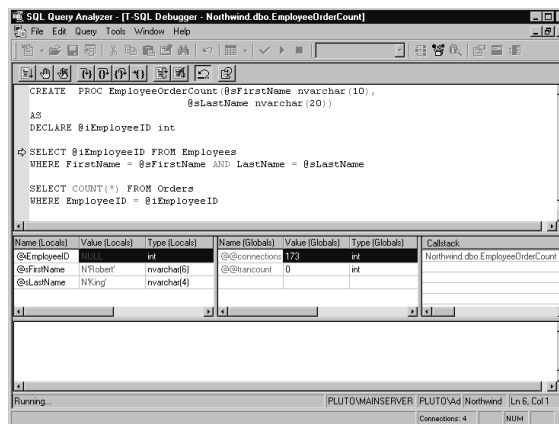 SQL Query Analyzer - [T-SQL Debugger - Northwind.dbo.EmployeeOrderCount]
File Edit Query Tools Window Help
CREATE PROC EmployeeOrderCount(@sFirstName nvarchar(10),
@sLastName nvarchar(20))
AS
DECLARE @iEmployeeID int
SELECT @iEmployeeID FROM Employees
WHERE FirstName = @sFirstName AND LastName = @sLastName
SELECT COUNT(*) FROM Orders
WHERE EmployeeID = @iEmployeeID
Name (Locals) Value (Locals) Type (Locals) Name (Globals) Value (Globals) Type (Globals) Callstack
@iEmployeeID NULL int @@connections 173 int Northwind.dbo.EmployeeOrderCount
@sFirstName N'Robert' nvarchar(6) @@trancount 0 int
@sLastName N'King' nvarchar(4)
Running... PLUTO\MAINSERVER PLUTO\Ad Northwind Ln 6, Col 1
Connections: 4 NUM